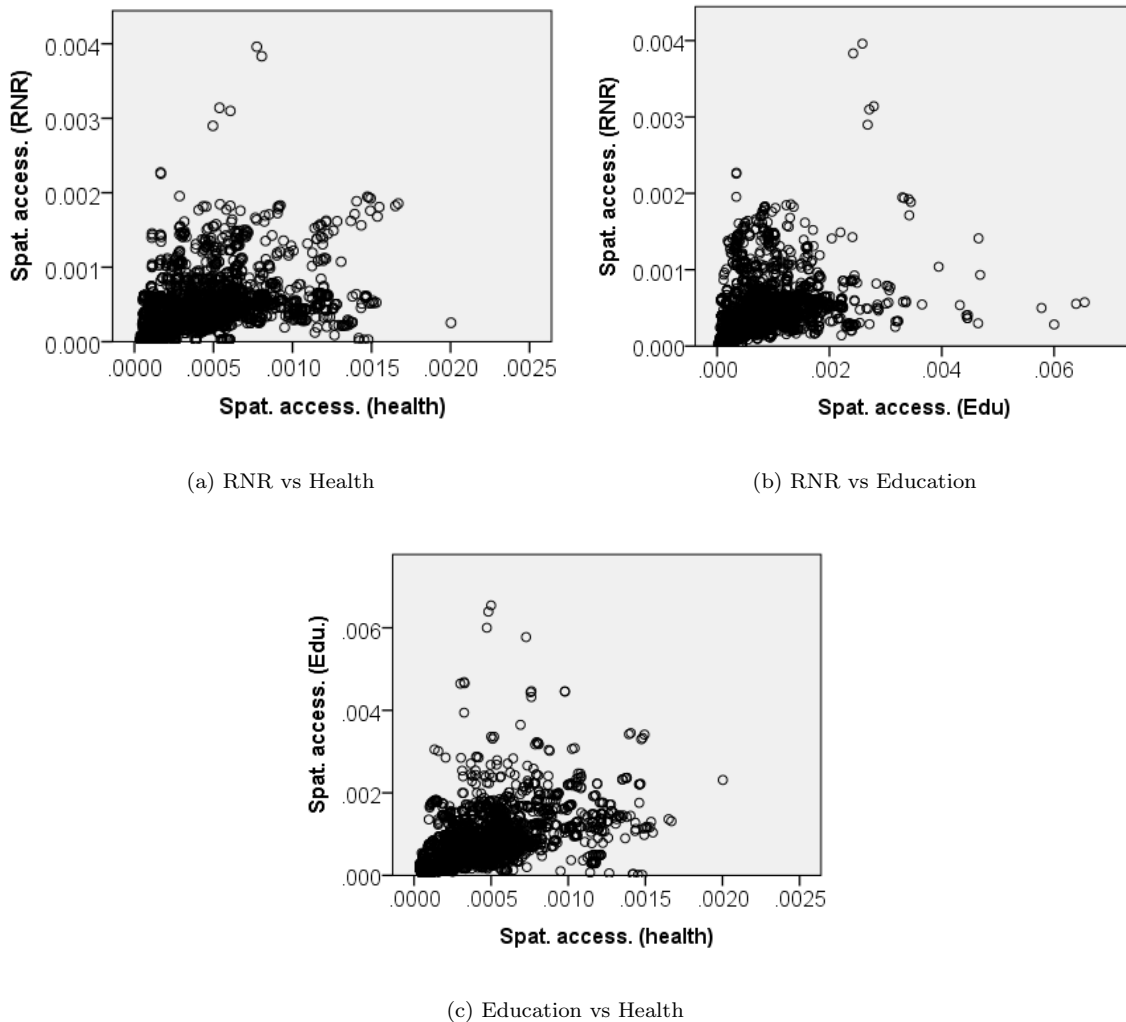 Spat. access. (RNR)
0.004
0.003
0.002
0.001
0.000
.0000 .0005 .0010 .0015 .0020 .0025
Spat. access. (health)
(a) RNR vs Health
Spat. access. (RNR)
0.004
0.003
0.002
0.001
0.000
.000 .002 .004 .006
Spat. access. (Edu)
(b) RNR vs Education
Spat. access. (Edu.)
.006
.004
.002
.000
.0000 .0005 .0010 .0015 .0020 .0025
Spat. access. (health)
(c) Education vs Health